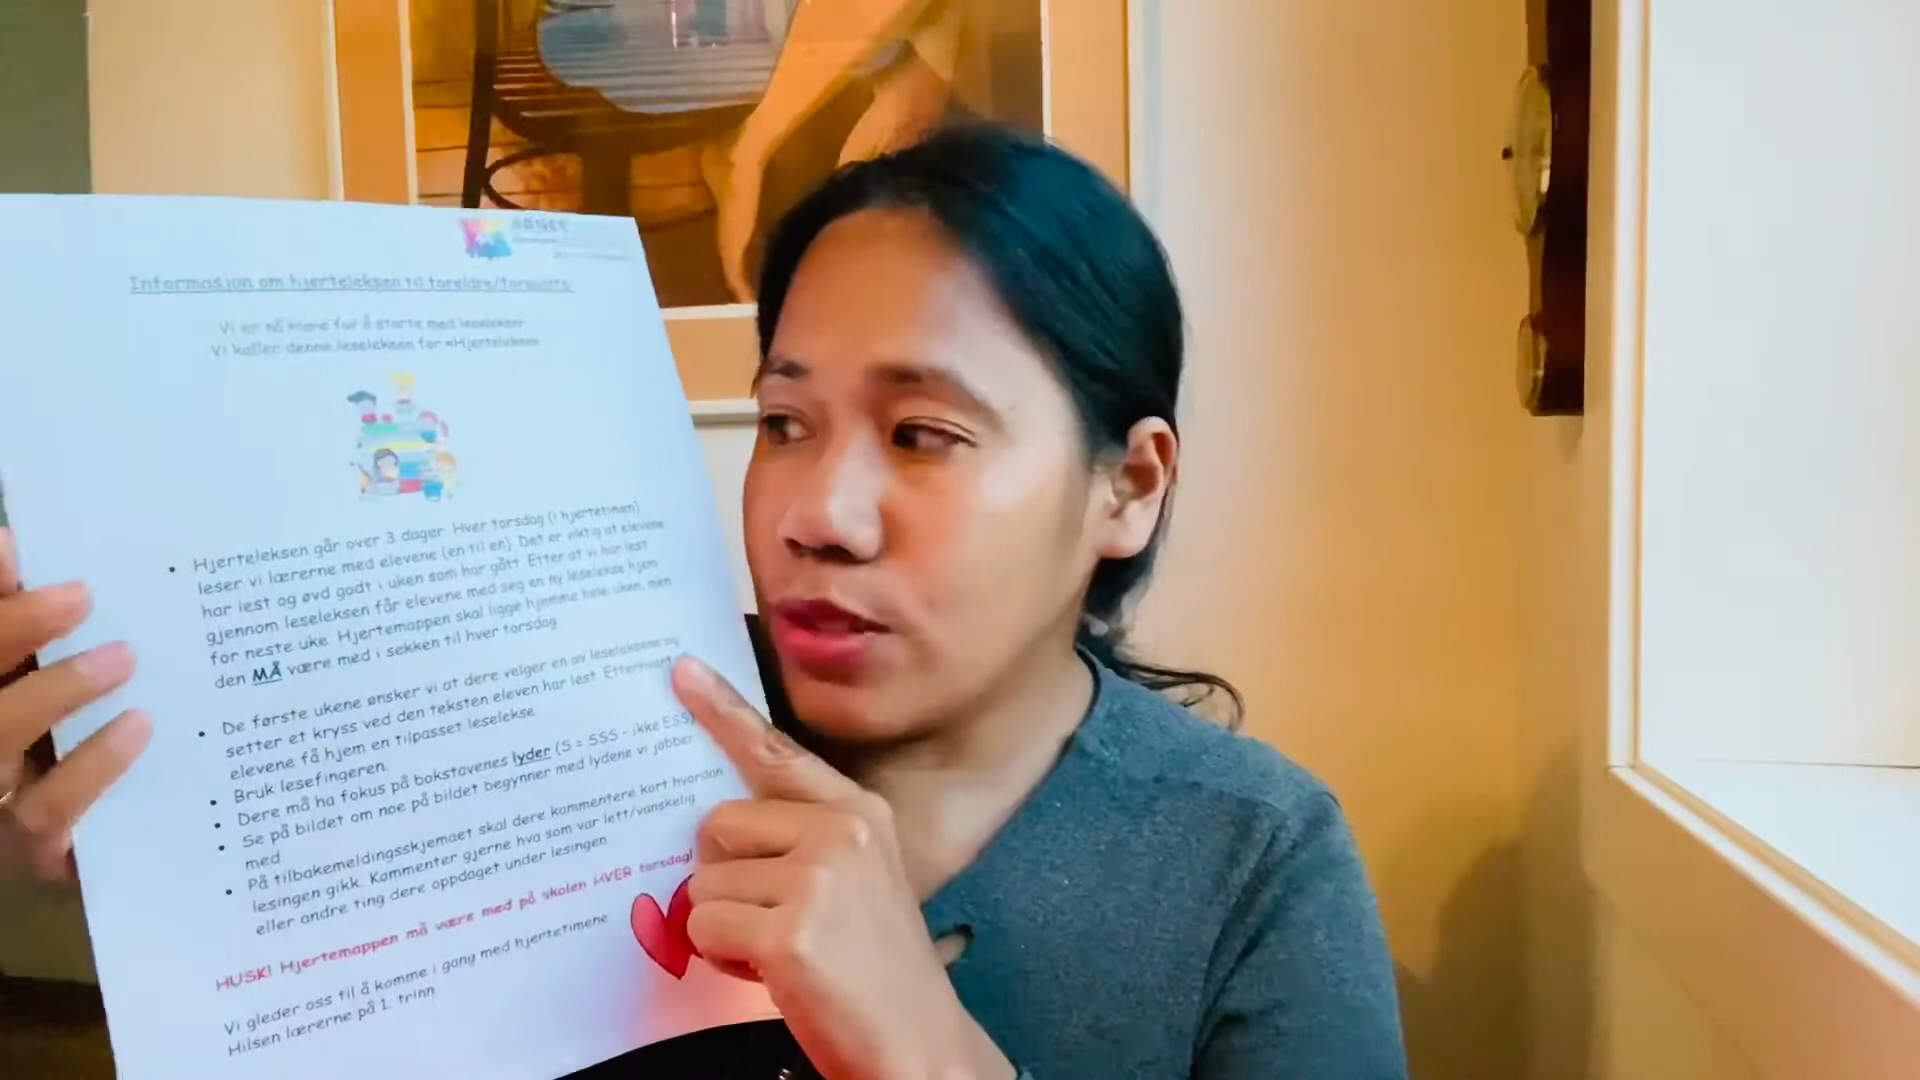 Informasjon om hjerteleksen til foreldre/foresatte
Vi er nå klare for å starte med leselekser
Vi kaller denne leseleksen for «Hjerteleksen»
• Hjerteleksen går over 3 dager. Hver torsdag (i hjertetimen)
leser vi lærerne med elevene (en til en). Det er viktig at elevene
har lest og øvd godt i uken som har gått. Etter at vi har lest
gjennom leseleksen får elevene med seg en ny leselekse hjem
for neste uke. Hjertemappen skal ligge hjemme hele uken, men
den MÅ være med i sekken til hver torsdag
• De første ukene ønsker vi at dere velger en av leseleksene og
setter et kryss ved den teksten eleven har lest. Etterhvert
elevene få hjem en tilpasset leselekse.
• Bruk lesefingeren.
• Dere må ha fokus på bokstavenes lyder (S = SSS - ikke ESS)
• Se på bildet om noe på bildet begynner med lydene vi jobber
med
• På tilbakemeldingsskjemaet skal dere kommentere kort hvordan
lesingen gikk. Kommenter gjerne hva som var lett/vanskelig
eller andre ting dere oppdaget under lesingen
HUSK! Hjertemappen må være med på skolen HVER torsdag!
Vi gleder oss til å komme i gang med hjertetimene
Hilsen lærerne på 1. trinn